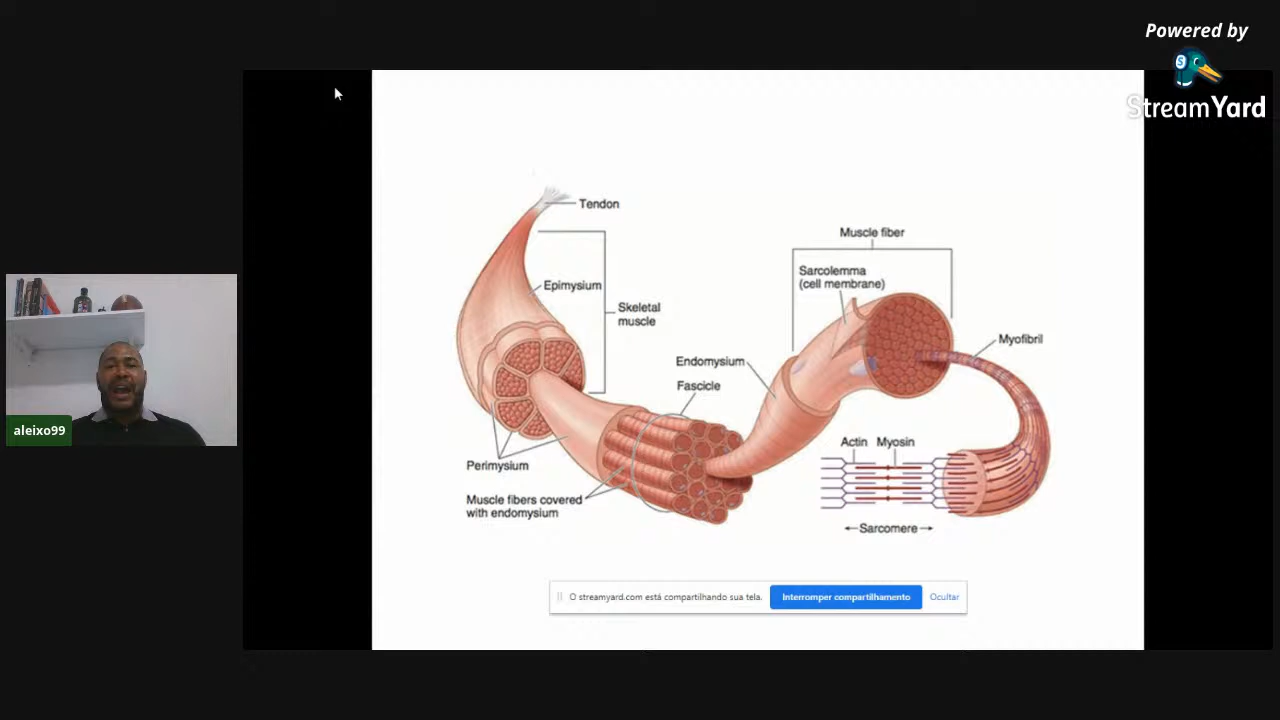 Powered by
StreamYard
Tendon
Epimysium
Skeletal
muscle
Perimysium
Muscle fibers covered
with endomysium
Muscle fiber
Sarcolemma
(cell membrane)
Endomysium
Fascicle
Myofibril
Actin Myosin
Sarcomere
aleixo99
O streamyard.com está compartilhando sua tela. Interromper compartilhamento Ocultar